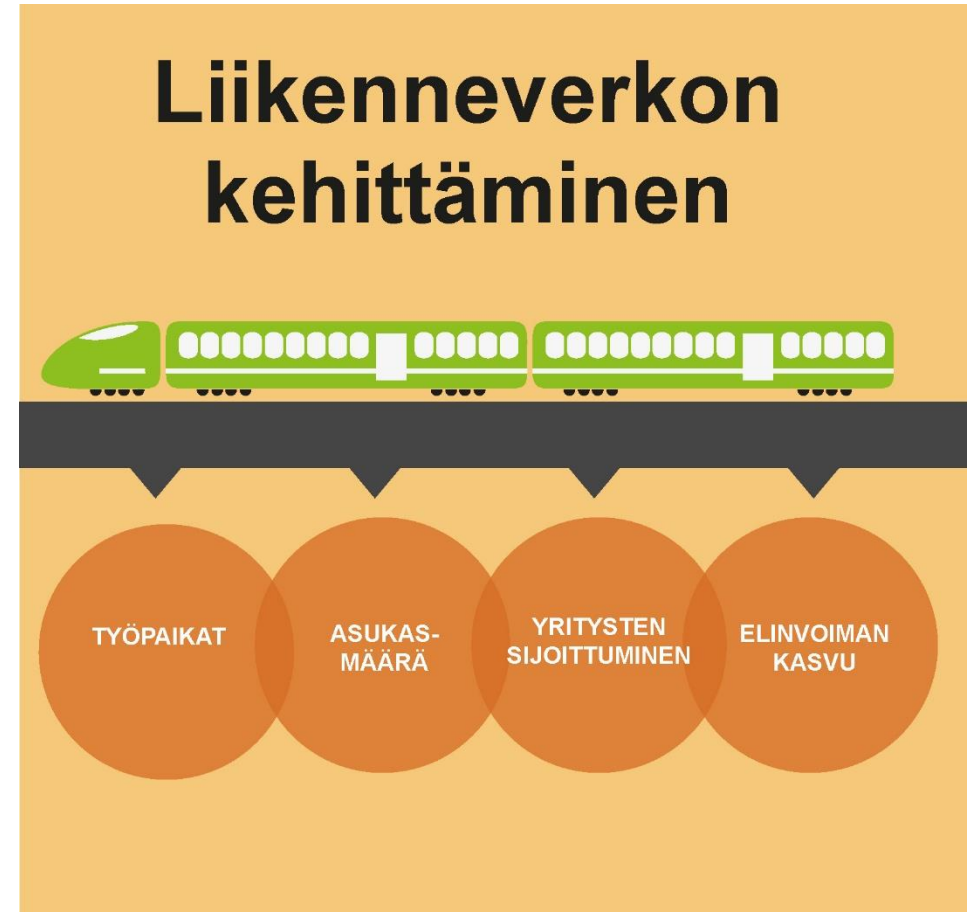 Liikenneverkon
kehittäminen
TYÖPAIKAT
ASUKAS-
MÄÄRÄ
YRITYSTEN
SIJOITTUMINEN
ELINVOIMAN
KASVU